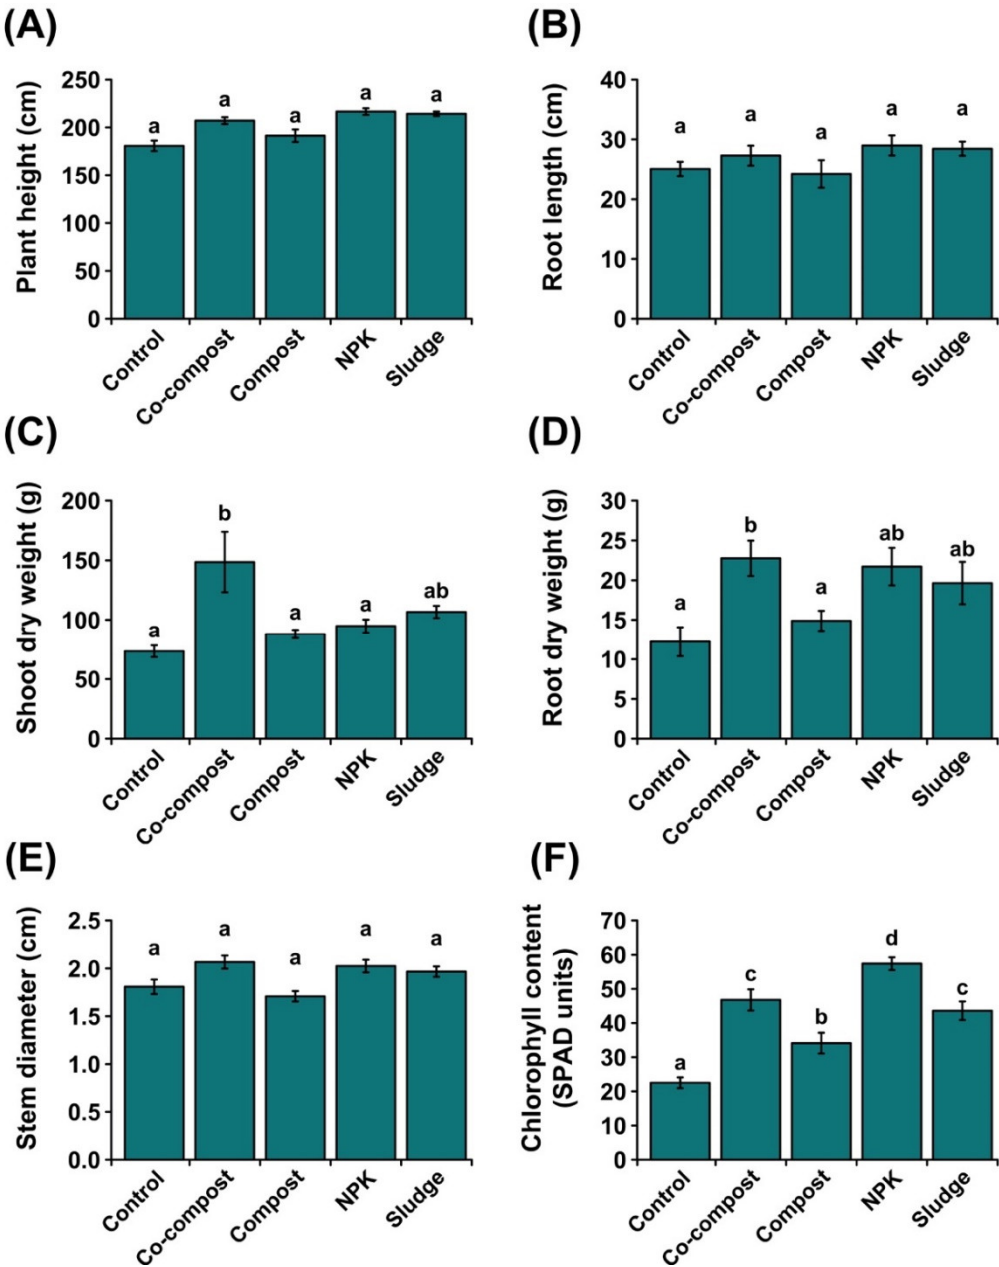 (A)
Plant height (cm)
250
200
150
100
50
0
a
a
a
a
a
Control
Co-compost
Compost
NPK
Sludge
(B)
Root length (cm)
40
30
20
10
0
a
a
a
a
a
Control
Co-compost
Compost
NPK
Sludge
(C)
Shoot dry weight (g)
200
150
100
50
0
a
b
a
a
ab
Control
Co-compost
Compost
NPK
Sludge
(D)
Root dry weight (g)
30
25
20
15
10
5
0
a
b
a
ab
ab
Control
Co-compost
Compost
NPK
Sludge
(E)
Stem diameter (cm)
2.5
2.0
1.5
1.0
0.5
0.0
a
a
a
a
a
Control
Co-compost
Compost
NPK
Sludge
(F)
Chlorophyll content
(SPAD units)
70
60
50
40
30
20
10
0
a
c
b
d
c
Control
Co-compost
Compost
NPK
Sludge